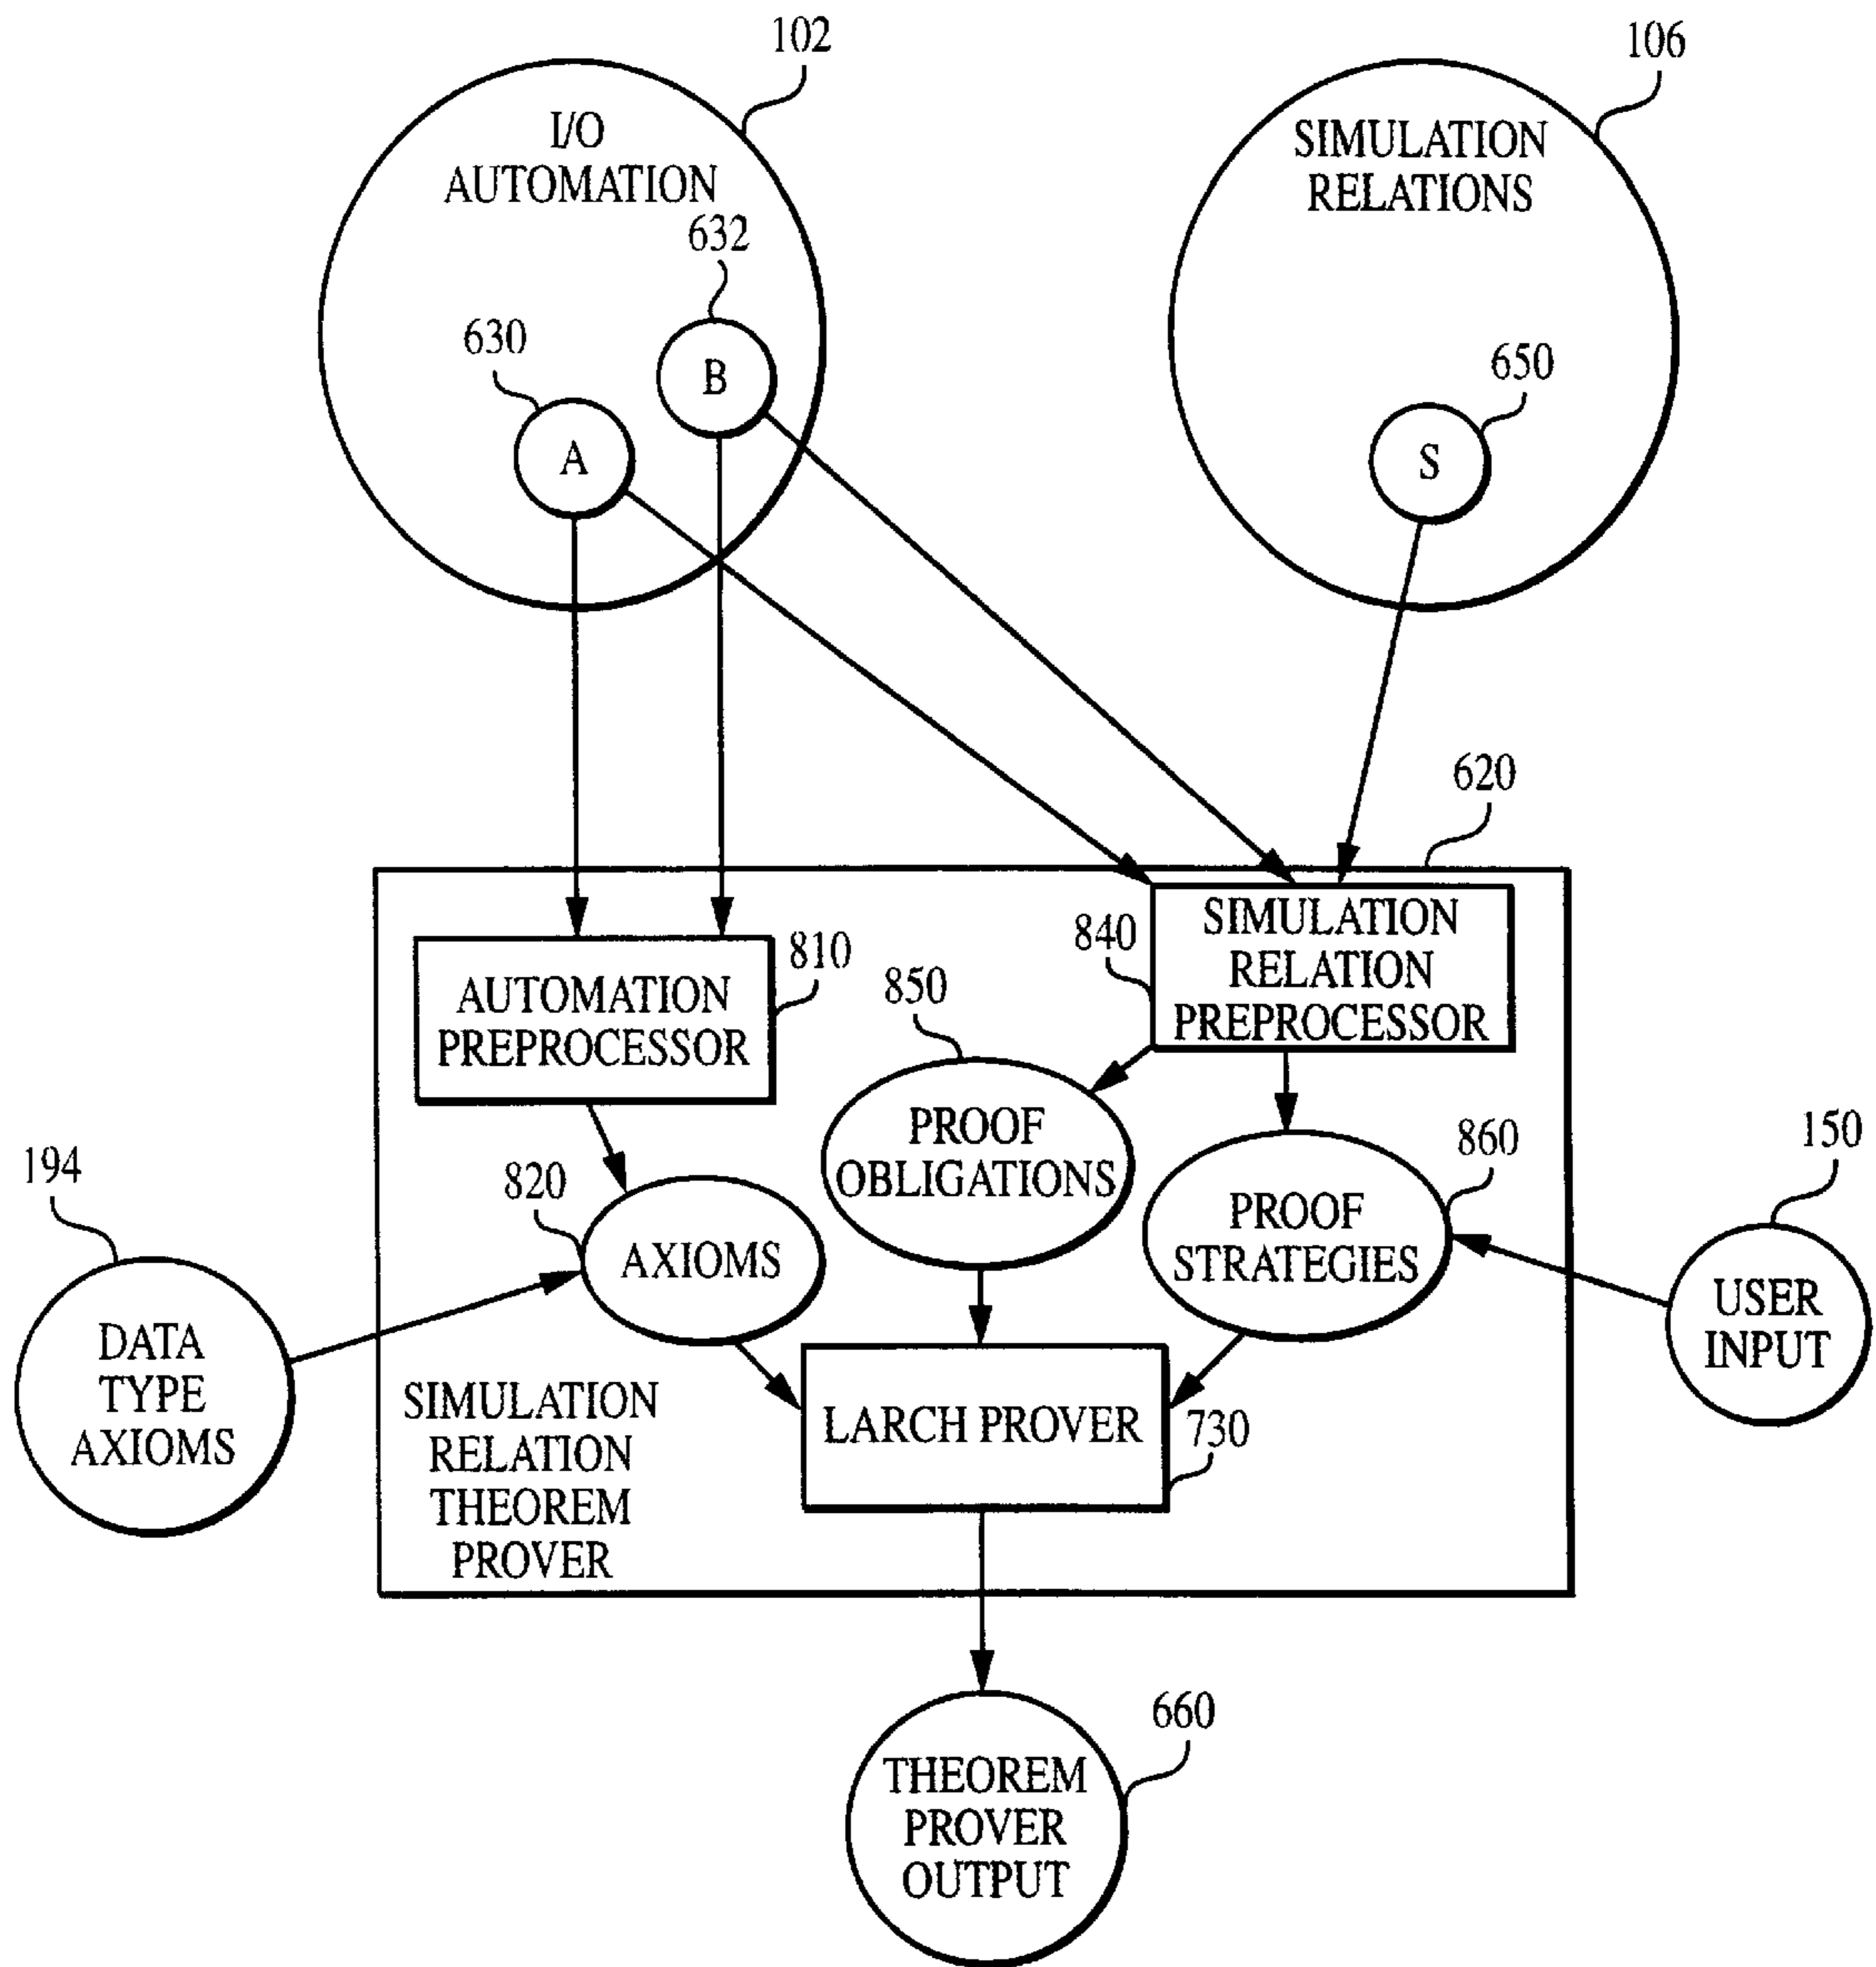 102
106
I/O
AUTOMATION
SIMULATION
RELATIONS
632
630
B
650
A
S
620
840
SIMULATION
RELATION
PREPROCESSOR
810
AUTOMATION
PREPROCESSOR
850
PROOF
OBLIGATIONS
860
PROOF
STRATEGIES
150
USER
INPUT
194
DATA
TYPE
AXIOMS
820
AXIOMS
LARCH PROVER
730
SIMULATION
RELATION
THEOREM
PROVER
660
THEOREM
PROVER
OUTPUT